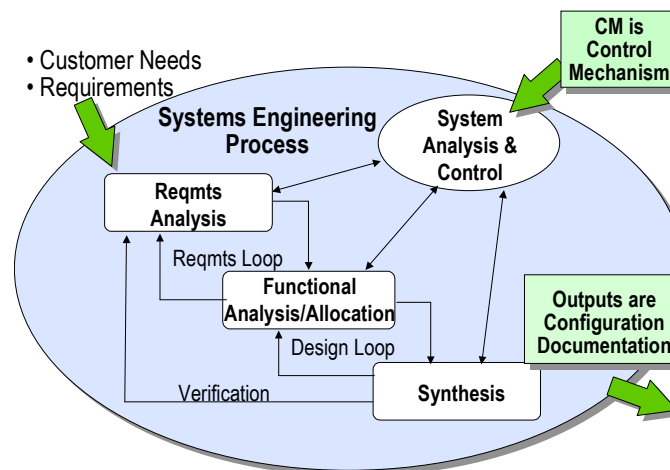 • Customer Needs
• Requirements
CM is
Control
Mechanism
Systems Engineering
Process
System
Analysis &
Control
Reqmts
Analysis
Reqmts Loop
Functional
Analysis/Allocation
Outputs are
Configuration
Documentation
Design Loop
Verification
Synthesis